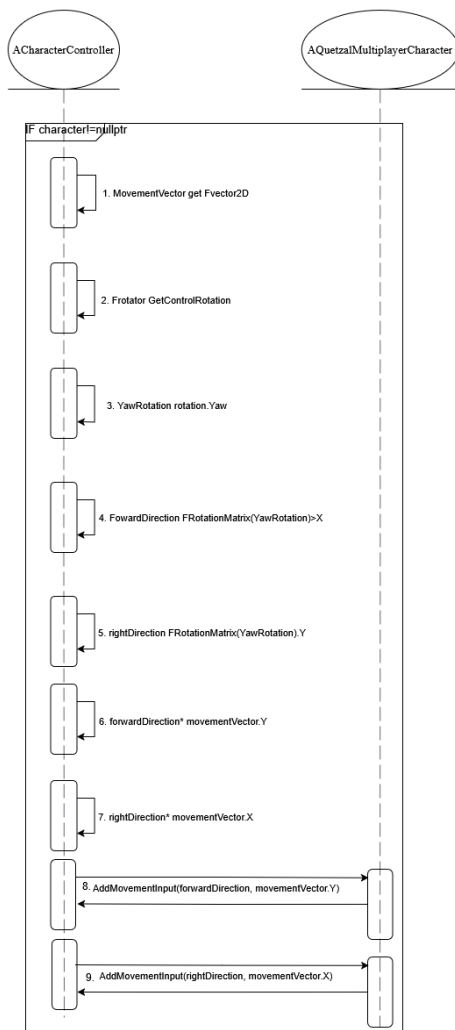 ACharacterController
AQuetzalMultiplayerCharacter
IF character!=nullptr
1. MovementVector get Fvector2D
2. Frotator GetControlRotation
3. YawRotation rotation.Yaw
4. FowardDirection FRotationMatrix(YawRotation)>X
5. rightDirection FRotationMatrix(YawRotation).Y
6. forwardDirection* movementVector.Y
7. rightDirection* movementVector.X
8. AddMovementInput(forwardDirection, movementVector.Y)
9. AddMovementInput(rightDirection, movementVector.X)